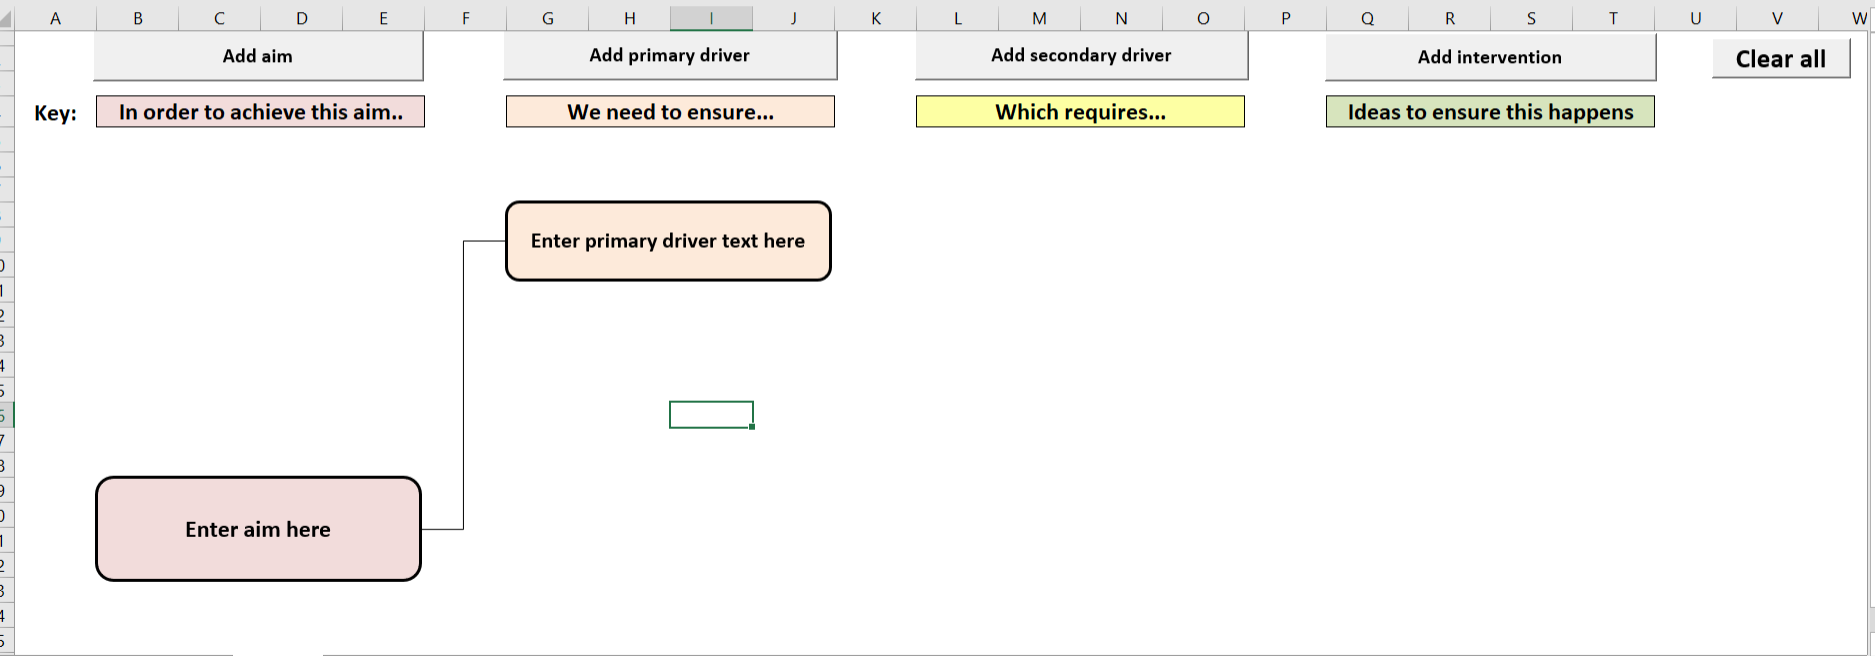 A B C D E F G H I J K L M N O P Q R S T U V W
Add aim Add primary driver Add secondary driver Add intervention Clear all
Key: In order to achieve this aim.. We need to ensure... Which requires... Ideas to ensure this happens
Enter primary driver text here
Enter aim here